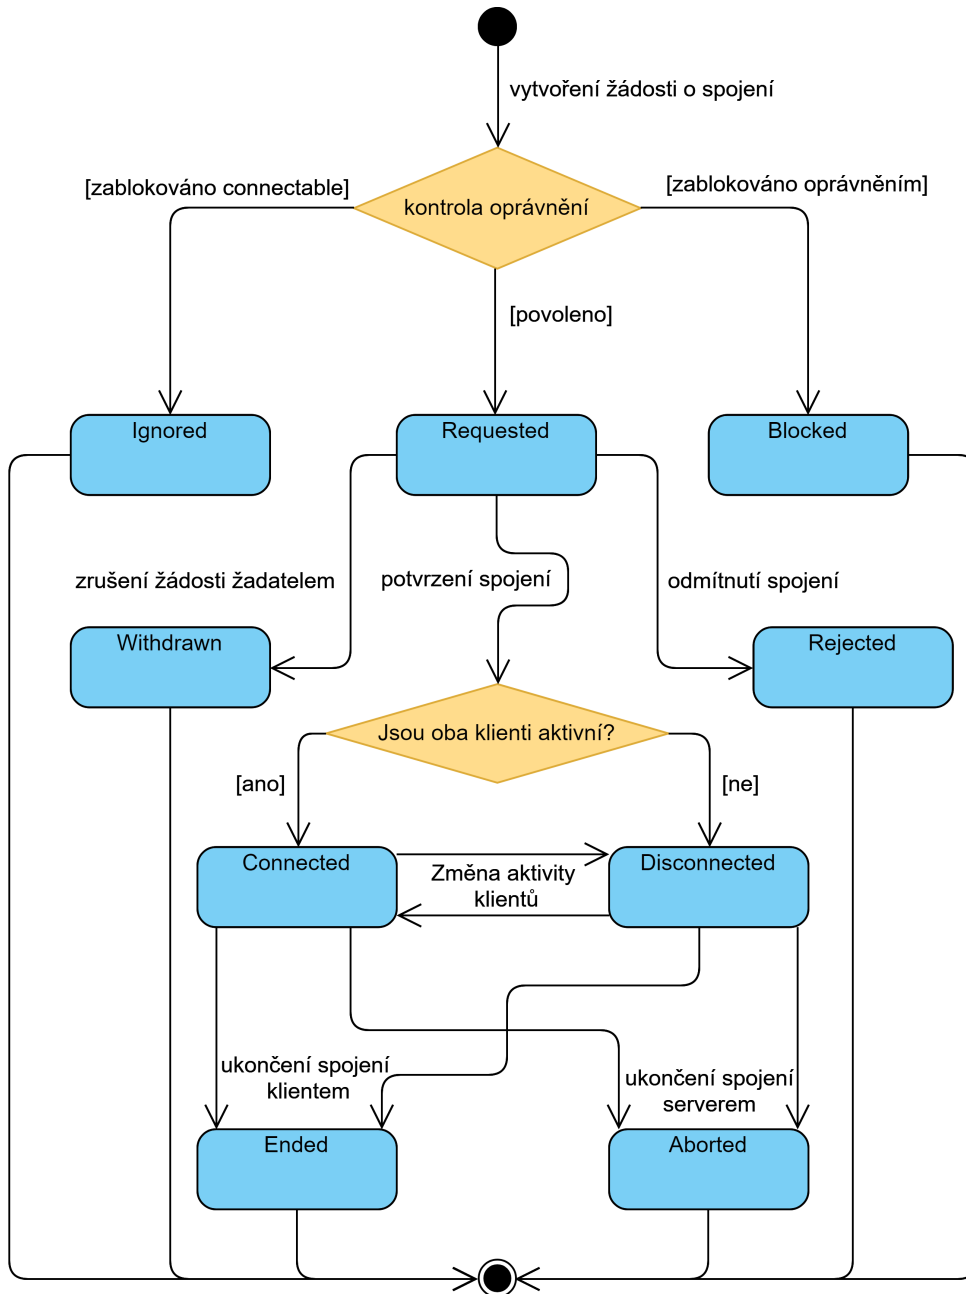 vytvoření žádosti o spojení
[zablokováno connectable]
[zablokováno oprávněním]
kontrola oprávnění
[povoleno]
Ignored
Requested
Blocked
zrušení žádosti žadatelem
potvrzení spojení
odmítnutí spojení
Withdrawn
Rejected
Jsou oba klienti aktivní?
[ano]
[ne]
Connected
Změna aktivity
klientů
Disconnected
ukončení spojení
klientem
ukončení spojení
serverem
Ended
Aborted